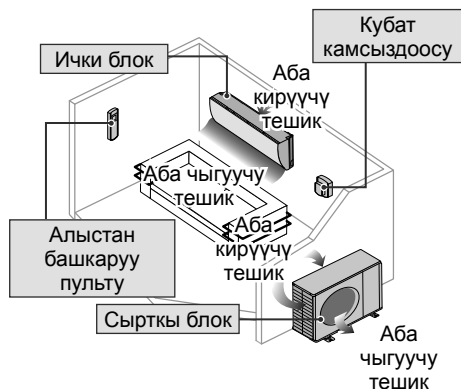 Кубат
камсыздоосу
Ички блок
Аба
кирүүчү
тешик
Аба чыгуучу
тешик
Аба
кирүүчү
тешик
Алыстан
башкаруу
пульту
Сырткы блок
Аба
чыгуучу
тешик